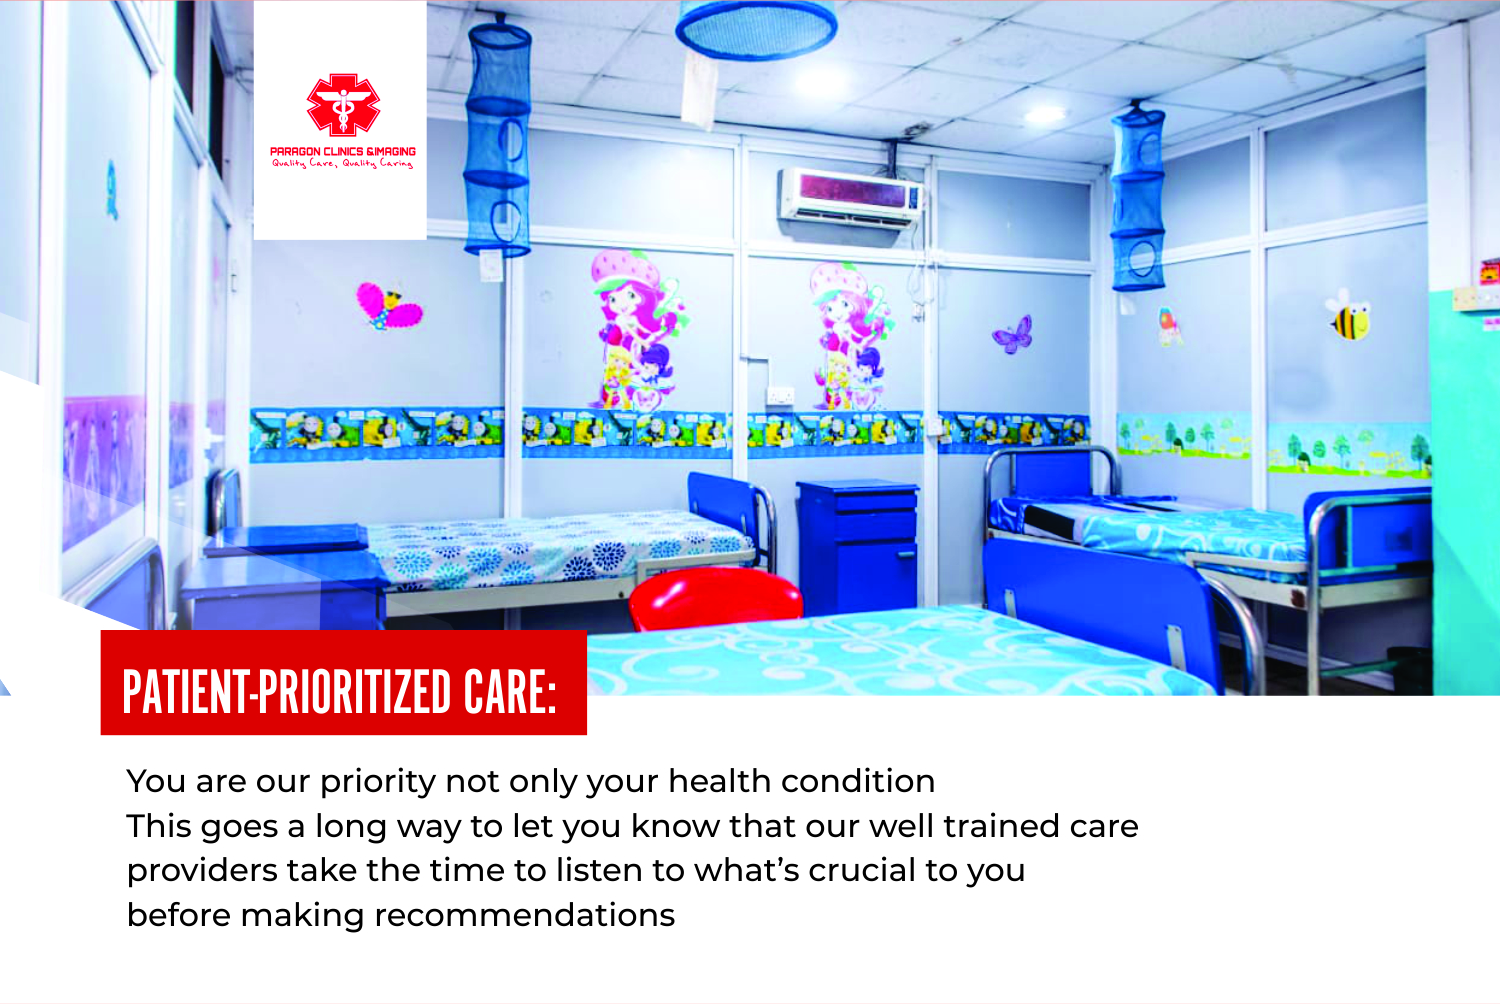 PARAGON CLINICS &IMAGING
Quality Care, Quality Caring
PATIENT-PRIORITIZED CARE:
You are our priority not only your health condition
This goes a long way to let you know that our well trained care
providers take the time to listen to what's crucial to you
before making recommendations